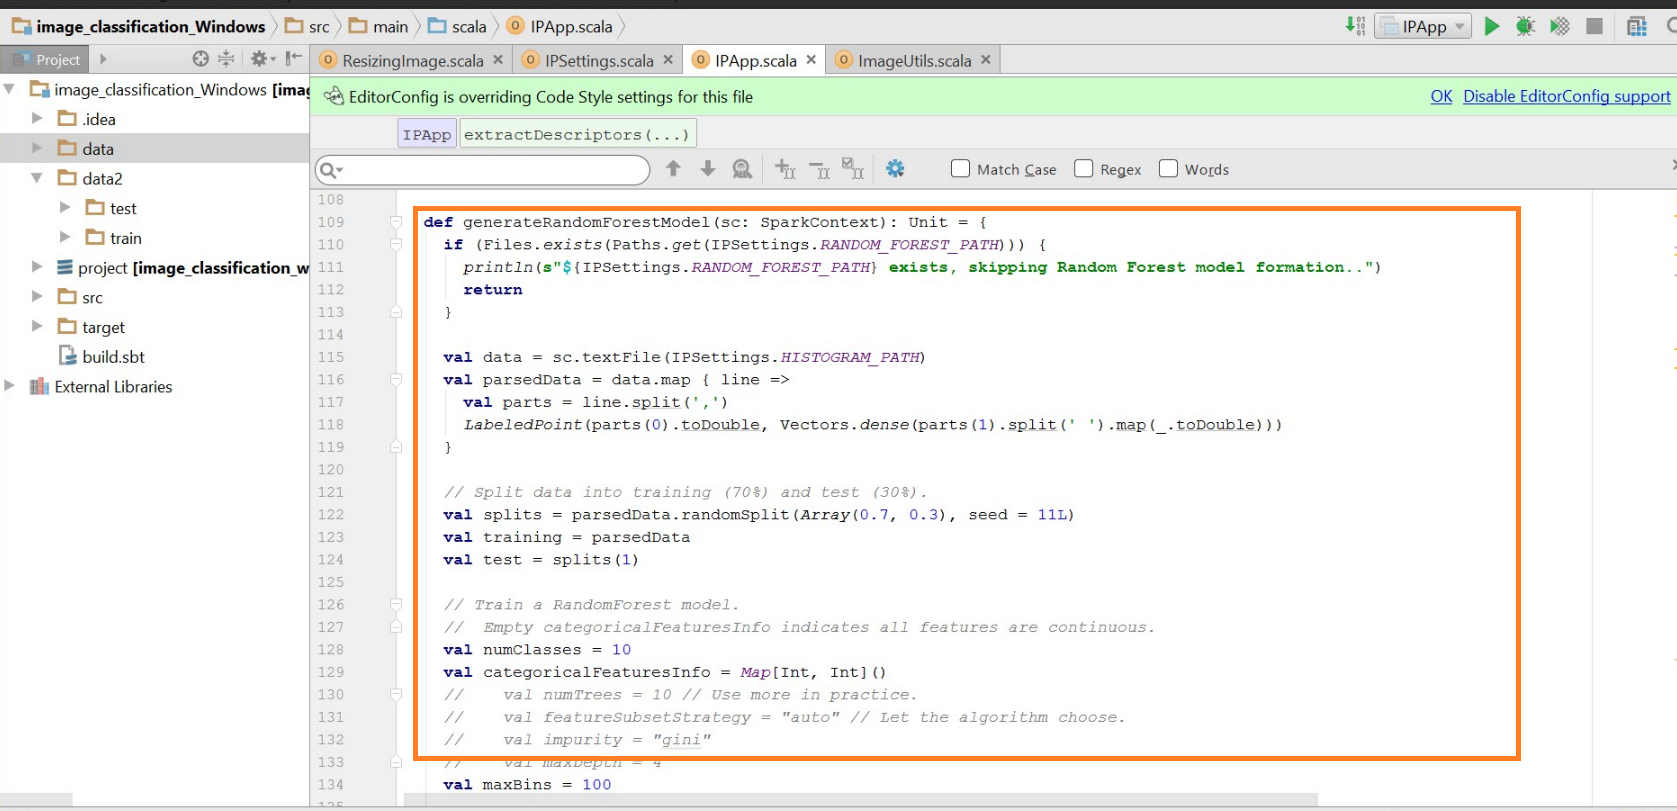 image_classification_Windows src main scala IPApp.scala IPApp
Project ResizingImage.scala IPSettings.scala IPApp.scala ImageUtils.scala
image_classification_Windows [imag
.idea
data
data2
test
train
project [image_classification_w
src
target
build.sbt
External Libraries
EditorConfig is overriding Code Style settings for this file OK Disable EditorConfig support
IPApp extractDescriptors(...)
Match Case Regex Words
108
109 def generateRandomForestModel(sc: SparkContext): Unit = {
110 if (Files.exists(Paths.get(IPSettings.RANDOM_FOREST_PATH))) {
111 println(s"${IPSettings.RANDOM_FOREST_PATH} exists, skipping Random Forest model formation..")
112 return
113 }
114
115 val data = sc.textFile(IPSettings.HISTOGRAM_PATH)
116 val parsedData = data.map { line =>
117 val parts = line.split(',')
118 LabeledPoint(parts(0).toDouble, Vectors.dense(parts(1).split(' ').map(_.toDouble)))
119 }
120
121 // Split data into training (70%) and test (30%).
122 val splits = parsedData.randomSplit(Array(0.7, 0.3), seed = 11L)
123 val training = parsedData
124 val test = splits(1)
125
126 // Train a RandomForest model.
127 // Empty categoricalFeaturesInfo indicates all features are continuous.
128 val numClasses = 10
129 val categoricalFeaturesInfo = Map[Int, Int]()
130 // val numTrees = 10 // Use more in practice.
131 // val featureSubsetStrategy = "auto" // Let the algorithm choose.
132 // val impurity = "gini"
133 // val maxDepth = 4
134 val maxBins = 100